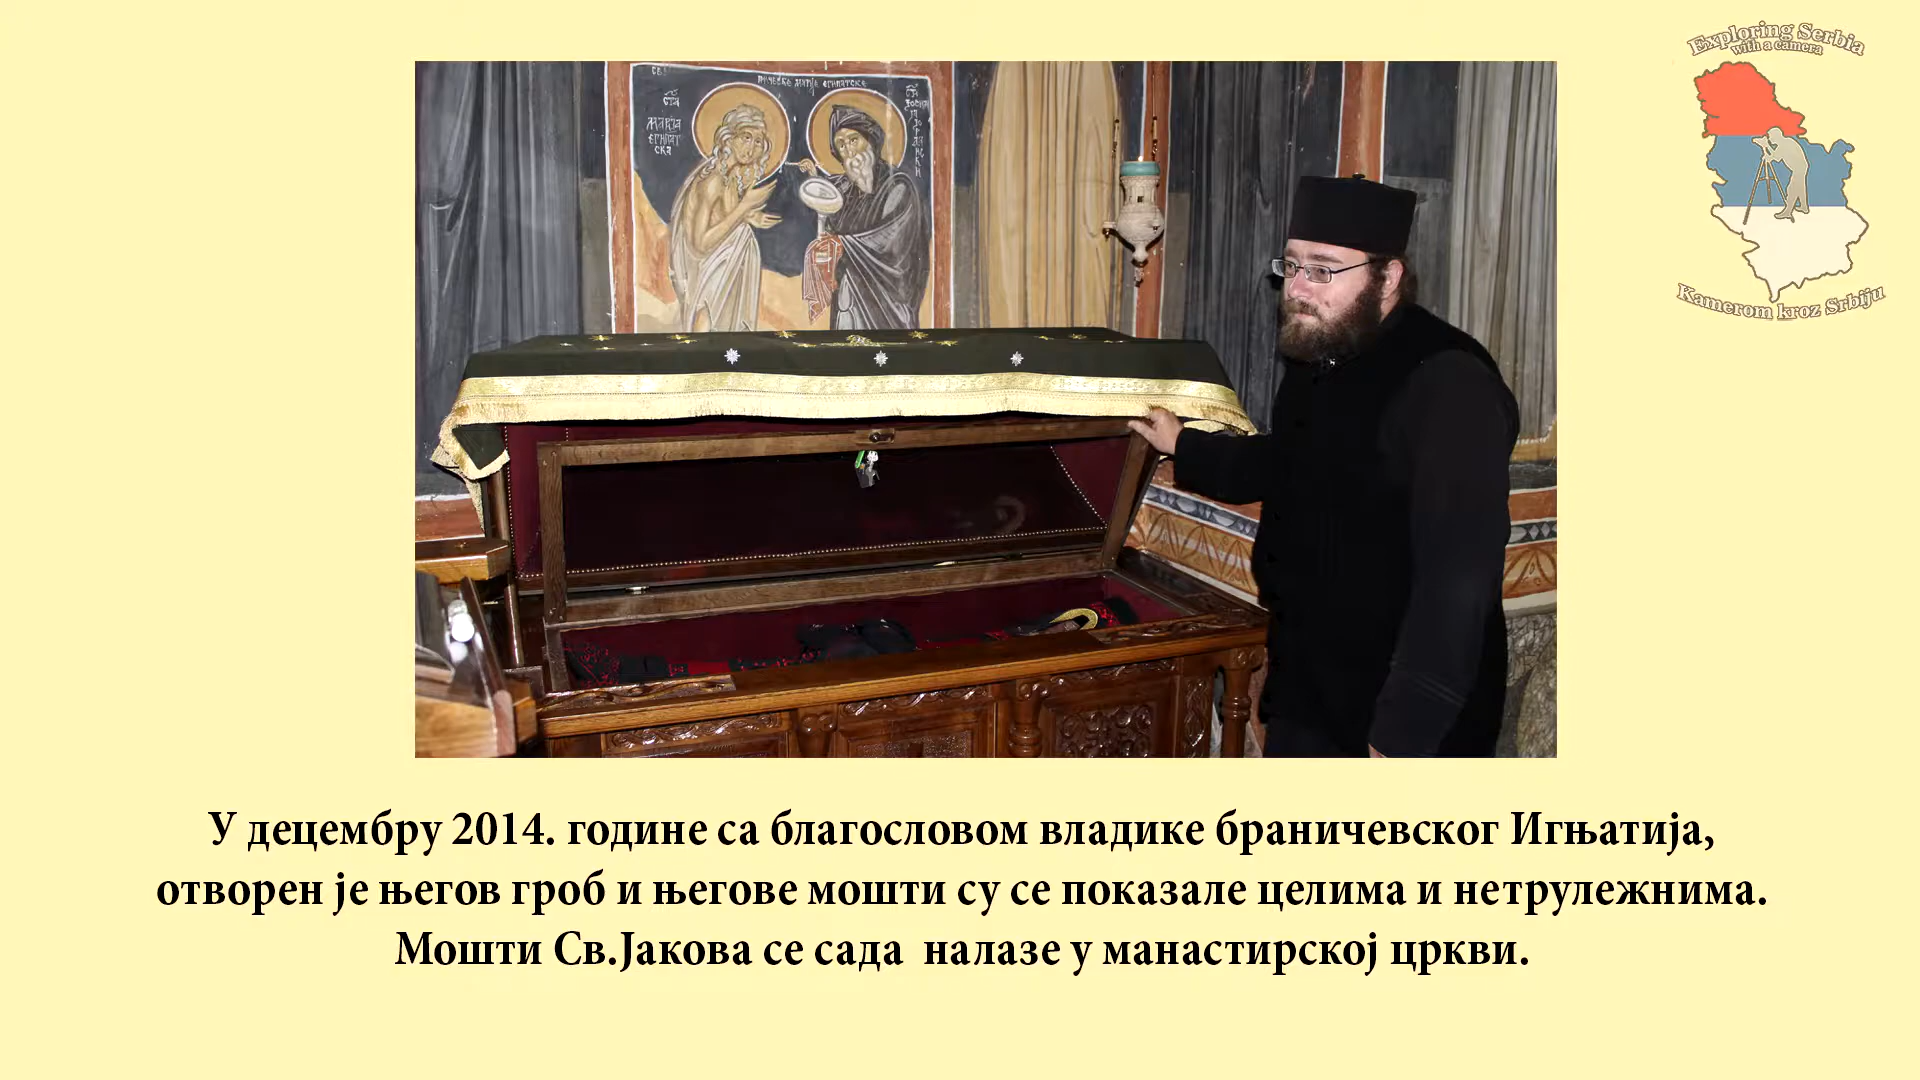 Exploring Serbia
with a camera
Kamerom kroz Srbiju
У децембру 2014. године са благословом владике браничевског Игњатија,
отворен је његов гроб и његове мошти су се показале целима и нетрулежнима.
Мошти Св.Јакова се сада налазе у манастирској цркви.